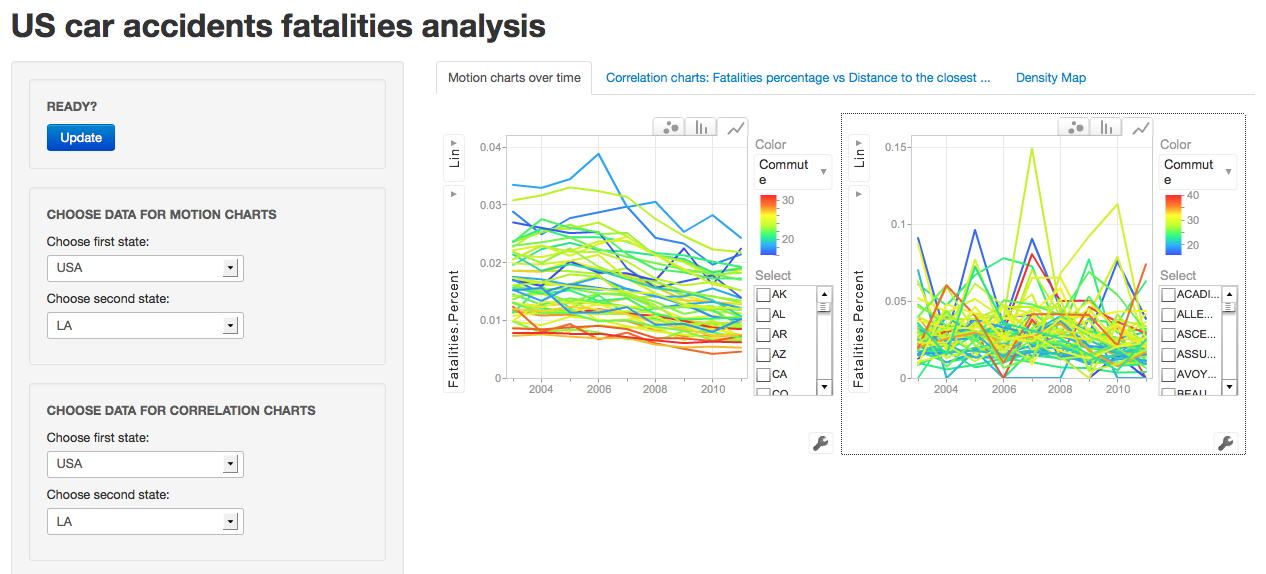 US car accidents fatalities analysis
READY?
Update
CHOOSE DATA FOR MOTION CHARTS
Choose first state:
USA
Choose second state:
LA
CHOOSE DATA FOR CORRELATION CHARTS
Choose first state:
USA
Choose second state:
LA
Motion charts over time
Correlation charts: Fatalities percentage vs Distance to the closest ...
Density Map
Lin
Fatalities.Percent
0.04
0.03
0.02
0.01
0
2004
2006
2008
2010
Color
Commut
e
30
20
Select
AK
AL
AR
AZ
CA
CO
Lin
Fatalities.Percent
0.15
0.1
0.05
0
2004
2006
2008
2010
Color
Commut
e
40
30
20
Select
ACADI...
ALLE...
ASCE...
ASSU...
AVOY...
BEAU...